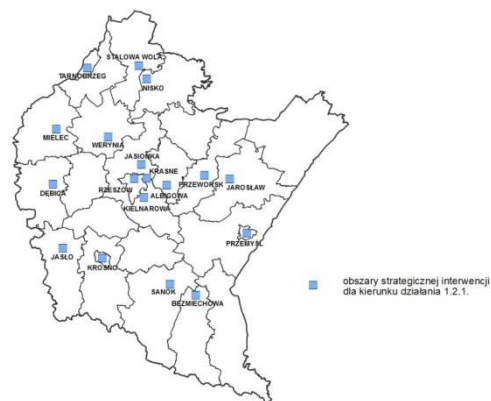 STALOWA WOLA
TARNOBRZEG
NISKO
MIELEC
WERYNIA
JASIONKA
KRASNE
DĘBICA
RZESZÓW
ALBIGOWA
PRZEWORSK
JAROSŁAW
KIELNAROWA
PRZEMYŚL
JASŁO
KROSNO
SANOK
BEZMIECHOWA
obszary strategicznej interwencji
dla kierunku działania 1.2.1.